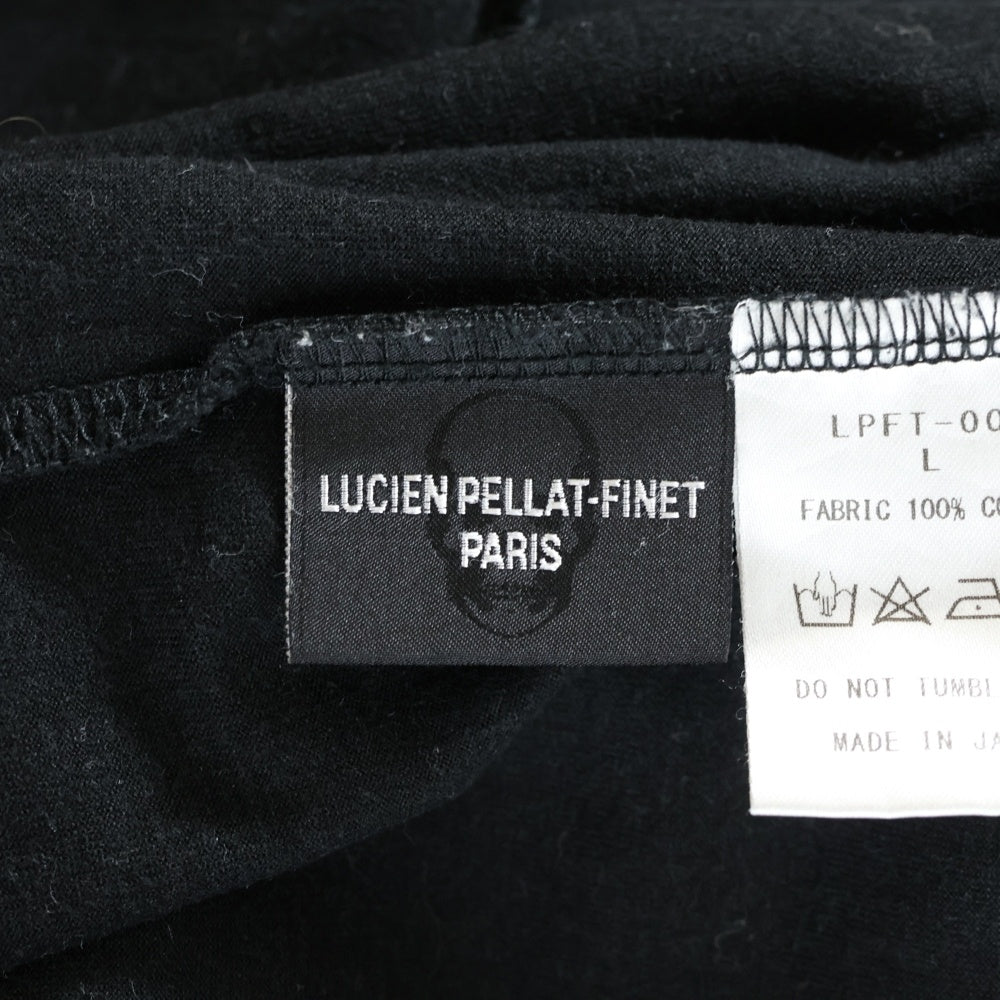 LUCIEN PELLAT-FINET
PARIS
LPFT-00
L
FABRIC 100% CO
DO NOT TUMBL
MADE IN JA